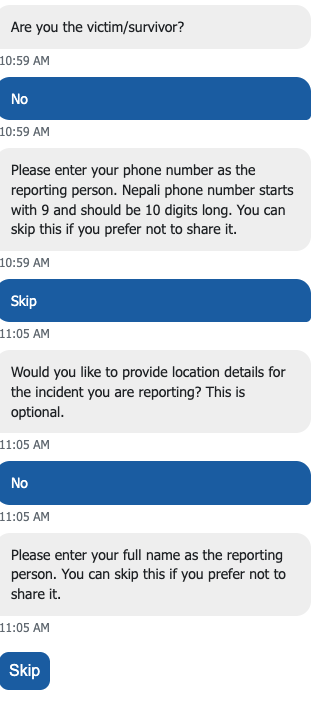 Are you the victim/survivor?
10:59 AM
No
10:59 AM
Please enter your phone number as the
reporting person. Nepali phone number starts
with 9 and should be 10 digits long. You can
skip this if you prefer not to share it.
10:59 AM
Skip
11:05 AM
Would you like to provide location details for
the incident you are reporting? This is
optional.
11:05 AM
No
11:05 AM
Please enter your full name as the reporting
person. You can skip this if you prefer not to
share it.
11:05 AM
Skip